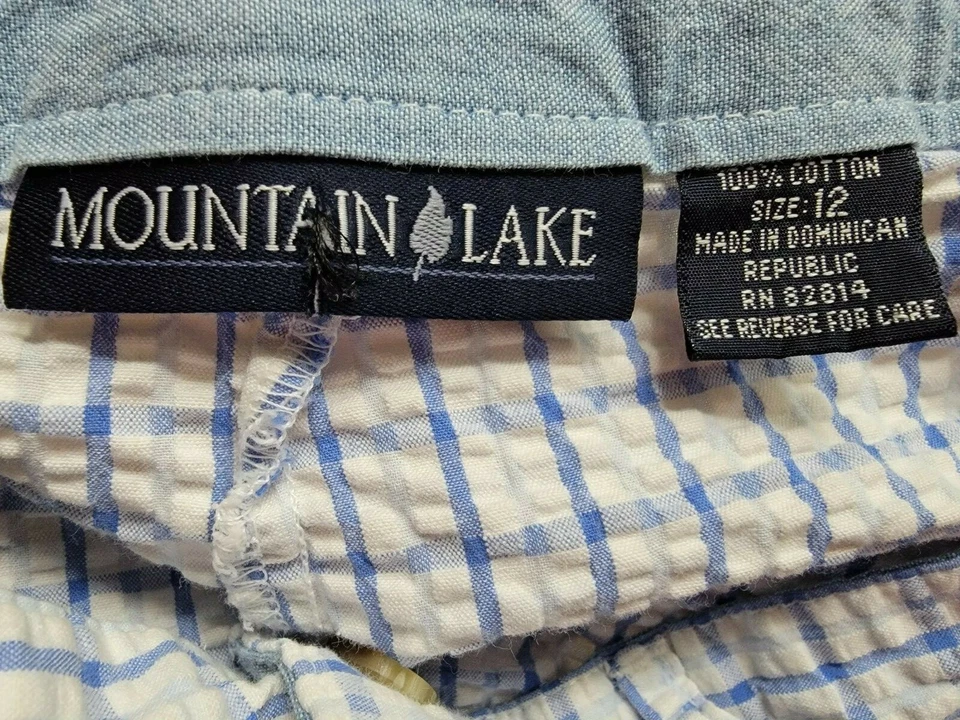 MOUNTAIN LAKE
100% COTTON
SIZE: 12
MADE IN DOMINICAN
REPUBLIC
RN 82814
SEE REVERSE FOR CARE